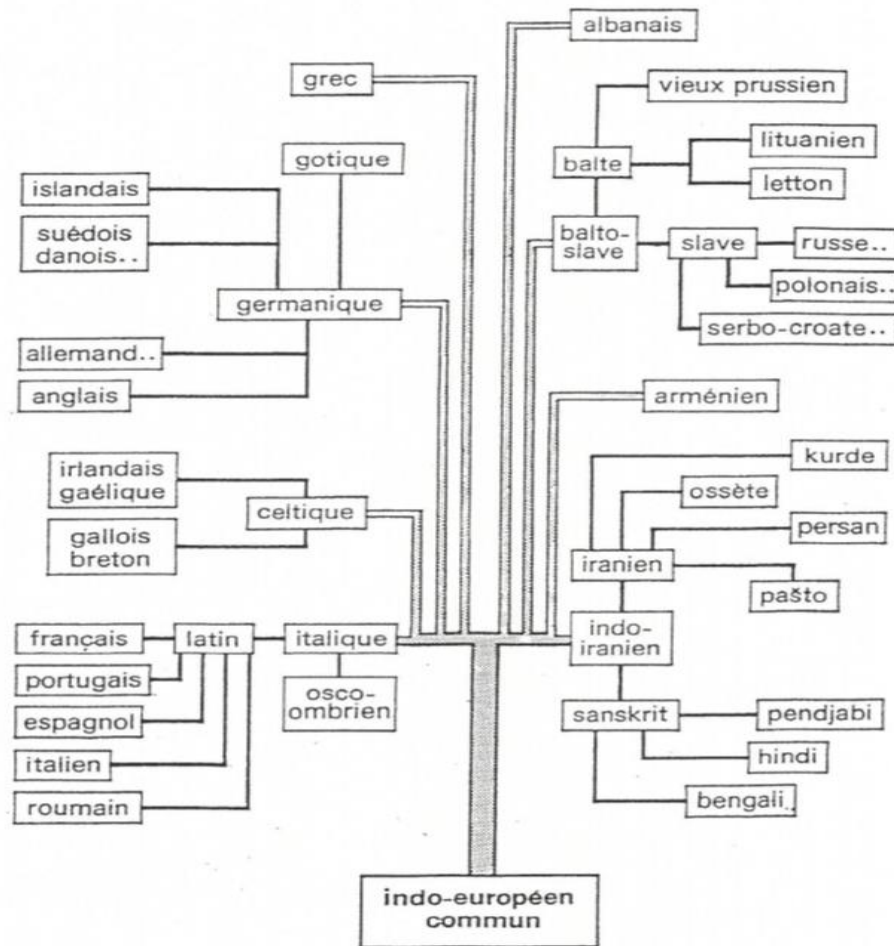 albanais
grec
vieux prussien
gotique
lituanien
balte
letton
islandais
suédois
danois..
balto-
slave
slave
russe..
polonais..
germanique
serbo-croate..
allemand..
anglais
arménien
irlandais
gaélique
kurde
ossète
celtique
persan
gallois
breton
iranien
pašto
français
latin
italique
indo-
iranien
portugais
osco-
ombrien
espagnol
sanskrit
pendjabi
italien
hindi
roumain
bengali..
indo-européen
commun